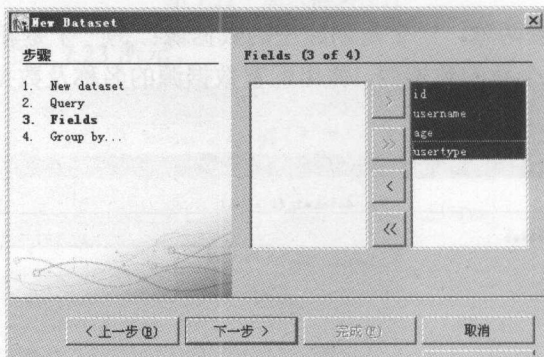 New Dataset
步骤
1. New dataset
2. Query
3. Fields
4. Group by...
Fields (3 of 4)
>
>>
<
<<
id
username
age
usertype
< 上一步(B)
下一步 >
完成(F)
取消